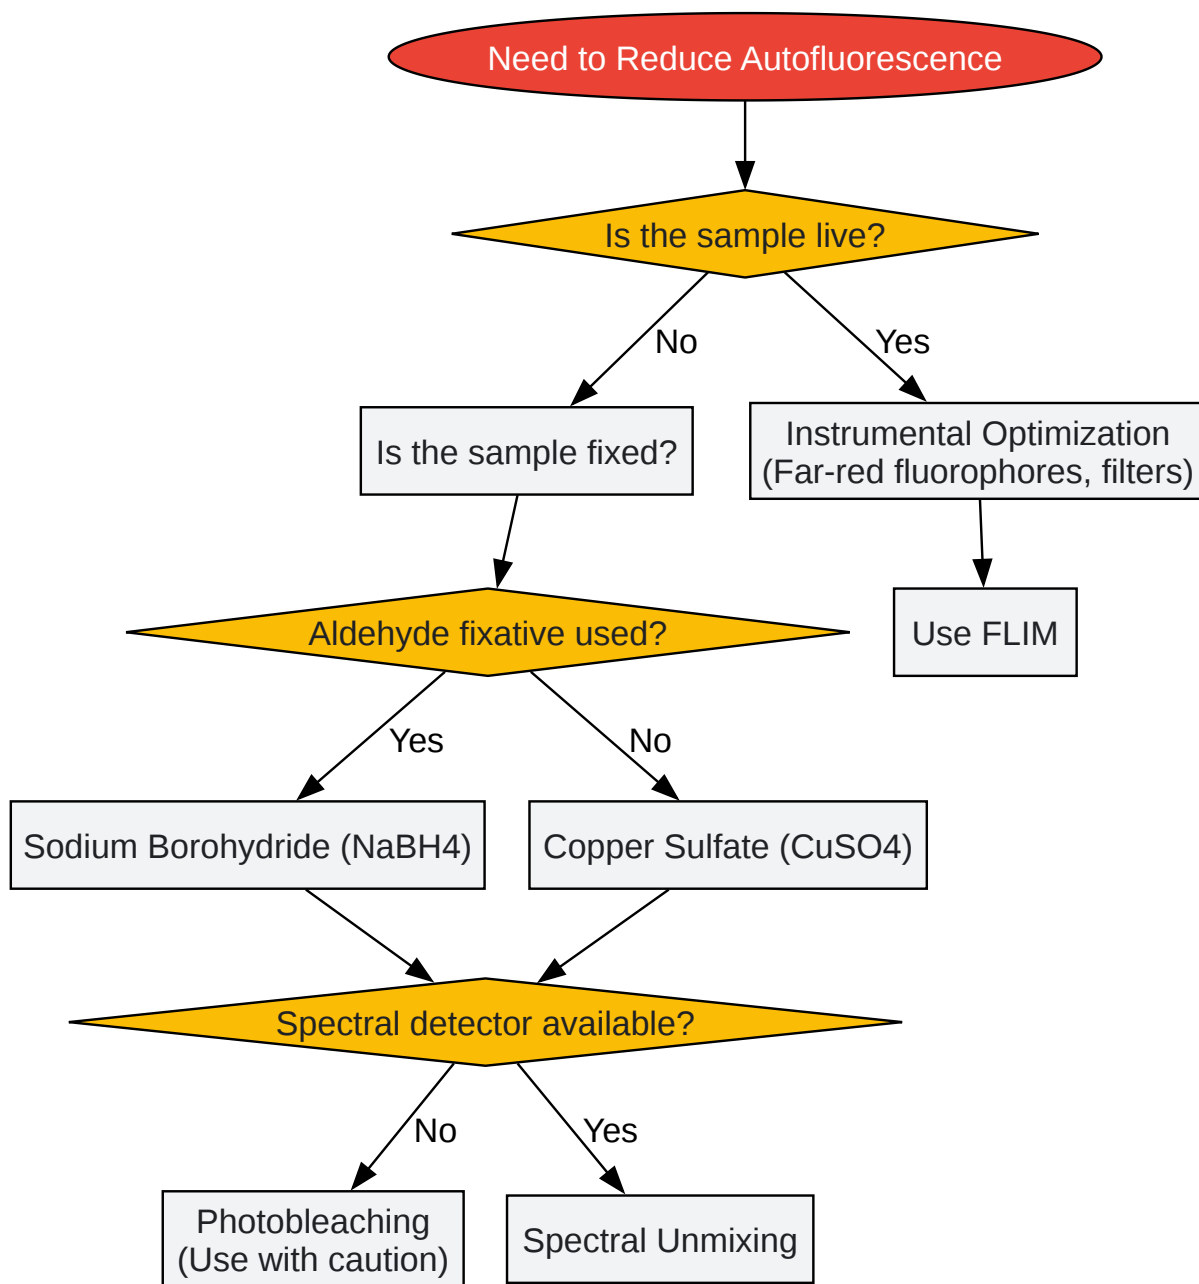 Need to Reduce Autofluorescence
Is the sample live?
No
Yes
Is the sample fixed?
Instrumental Optimization
(Far-red fluorophores, filters)
Aldehyde fixative used?
Use FLIM
Yes
No
Sodium Borohydride (NaBH4)
Copper Sulfate (CuSO4)
Spectral detector available?
No
Yes
Photobleaching
(Use with caution)
Spectral Unmixing